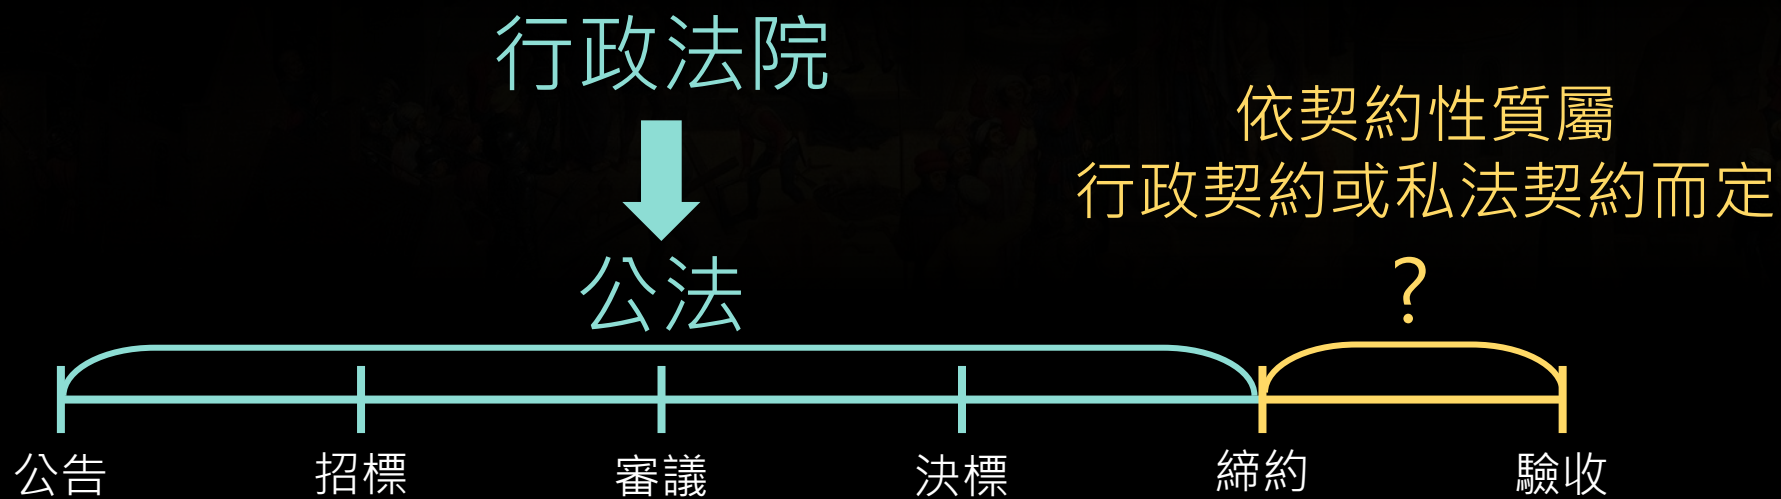 行政法院
依契約性質屬
行政契約或私法契約而定
公法
?
公告
招標
審議
決標
締約
驗收